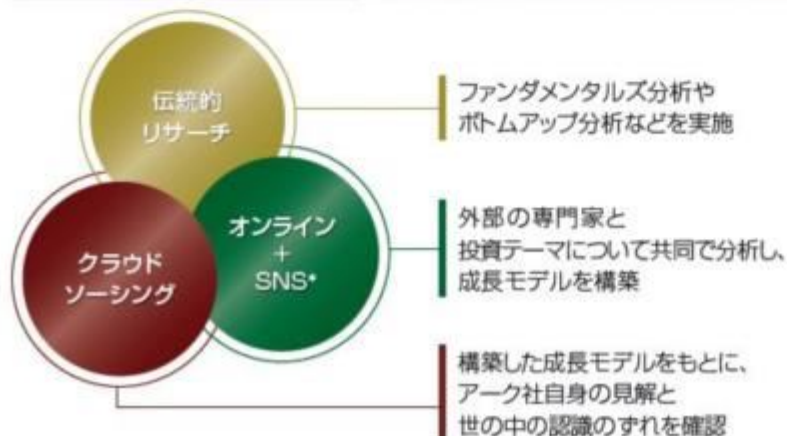 伝統的
リサーチ
ファンダメンタルズ分析や
ボトムアップ分析などを実施
オンライン
+
SNS*
外部の専門家と
投資テーマについて共同で分析し、
成長モデルを構築
クラウド
ソーシング
構築した成長モデルをもとに、
アーク社自身の見解と
世の中の認識のずれを確認